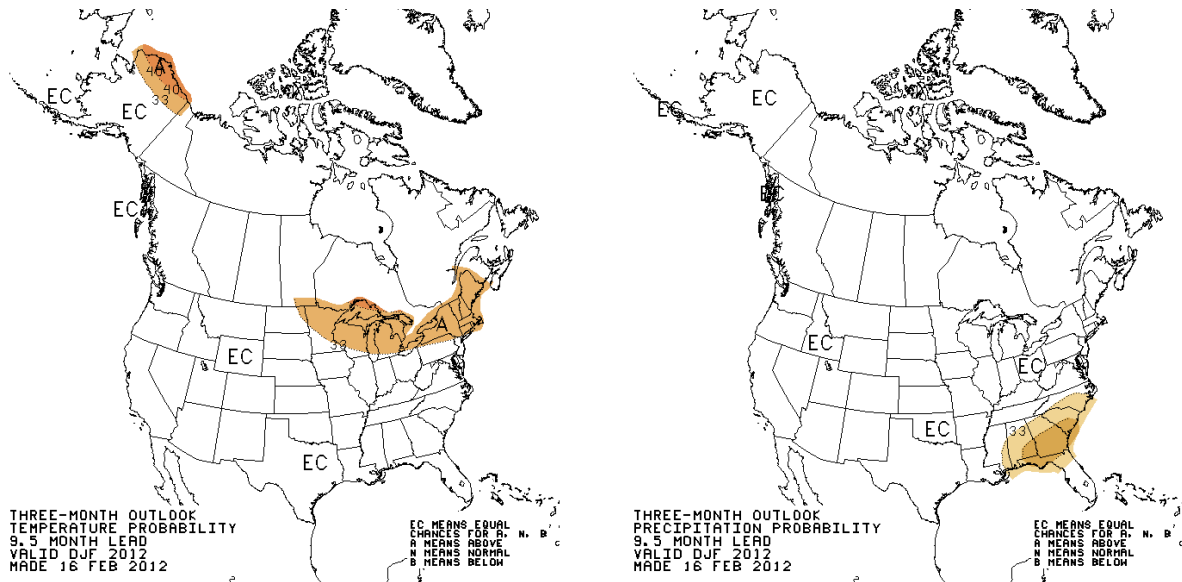 A
40
40
33
EC
EC
EC
A
33
EC
EC
THREE-MONTH OUTLOOK
TEMPERATURE PROBABILITY
9.5 MONTH LEAD
VALID DJF 2012
MADE 16 FEB 2012
EC MEANS EQUAL
CHANCES FOR A, N, B
A MEANS ABOVE
N MEANS NORMAL
B MEANS BELOW
EC
EC
EC
EC
EC
EC
33
THREE-MONTH OUTLOOK
PRECIPITATION PROBABILITY
9.5 MONTH LEAD
VALID DJF 2012
MADE 16 FEB 2012
EC MEANS EQUAL
CHANCES FOR A, N, B
A MEANS ABOVE
N MEANS NORMAL
B MEANS BELOW